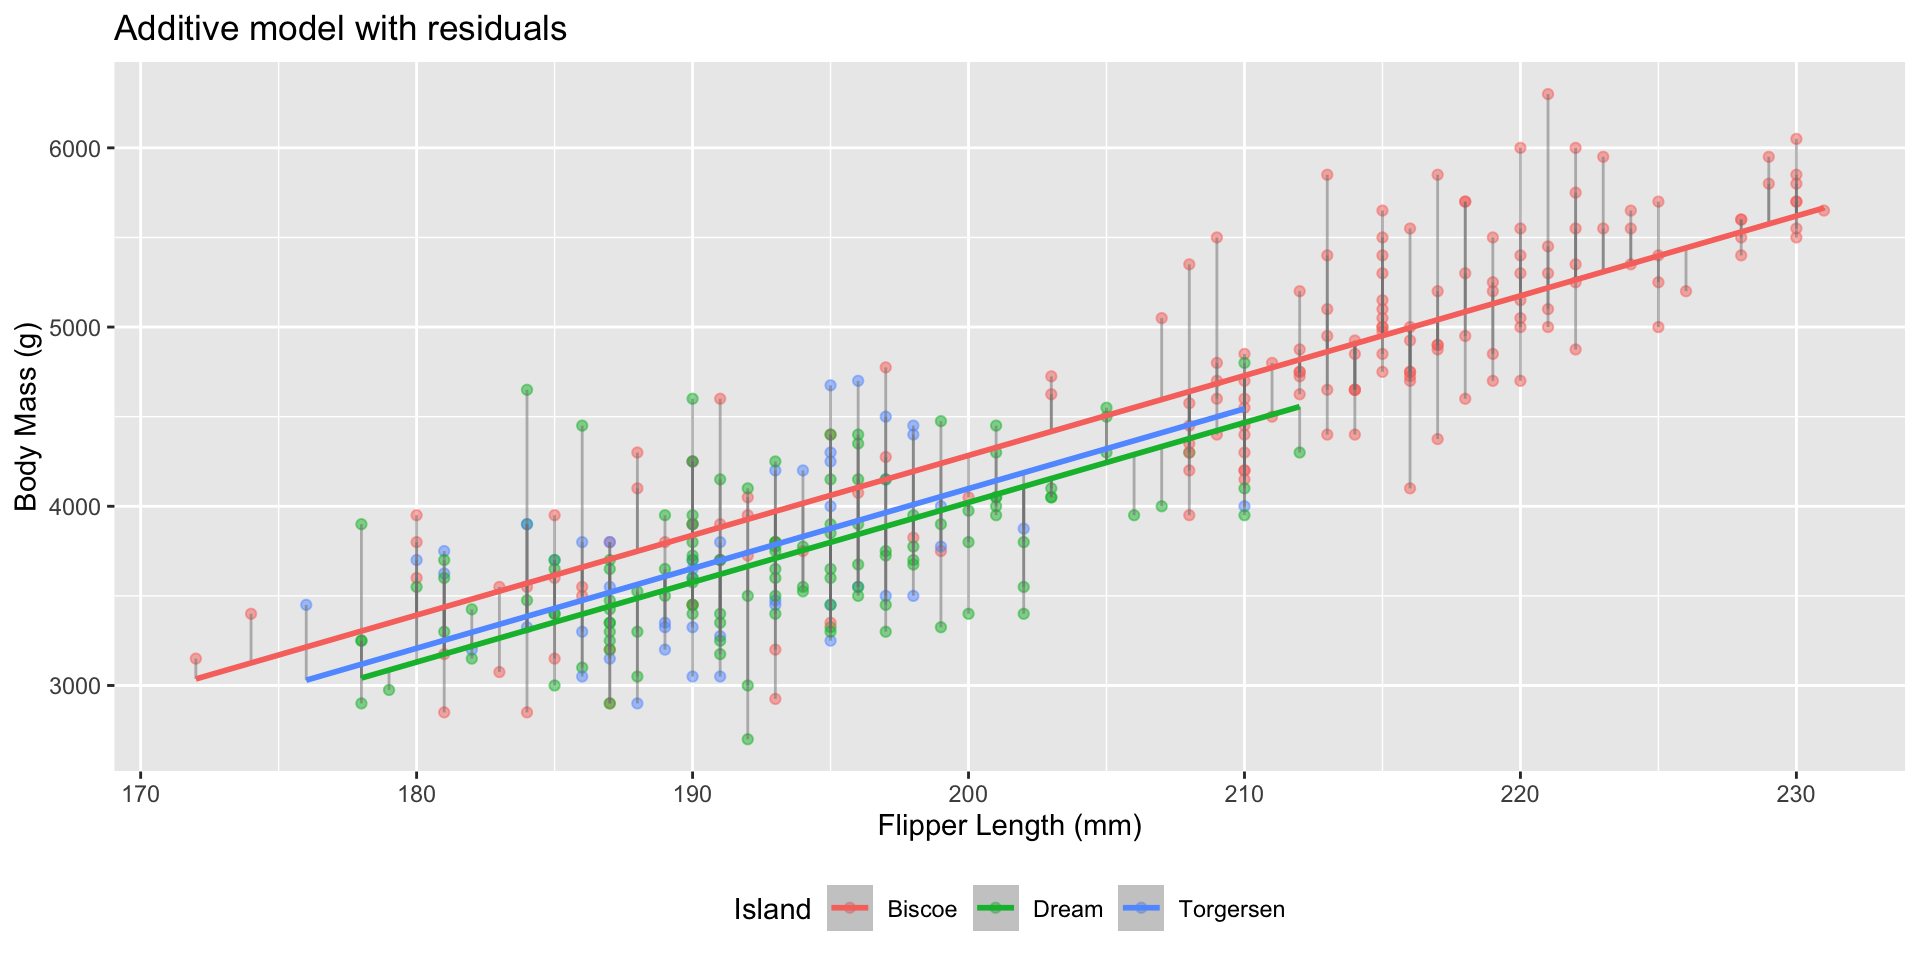 Additive model with residuals
Body Mass (g)
6000
5000
4000
3000
170 180 190 200 210 220 230
Flipper Length (mm)
Island Biscoe Dream Torgersen